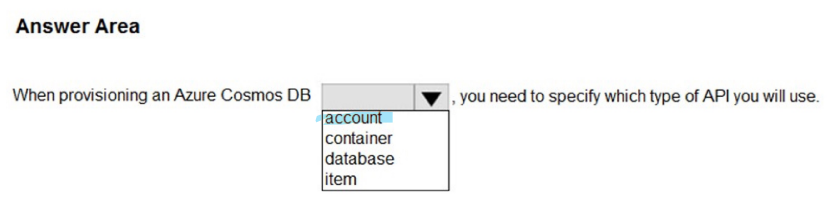 Answer Area
When provisioning an Azure Cosmos DB , you need to specify which type of API you will use.
account
container
database
item